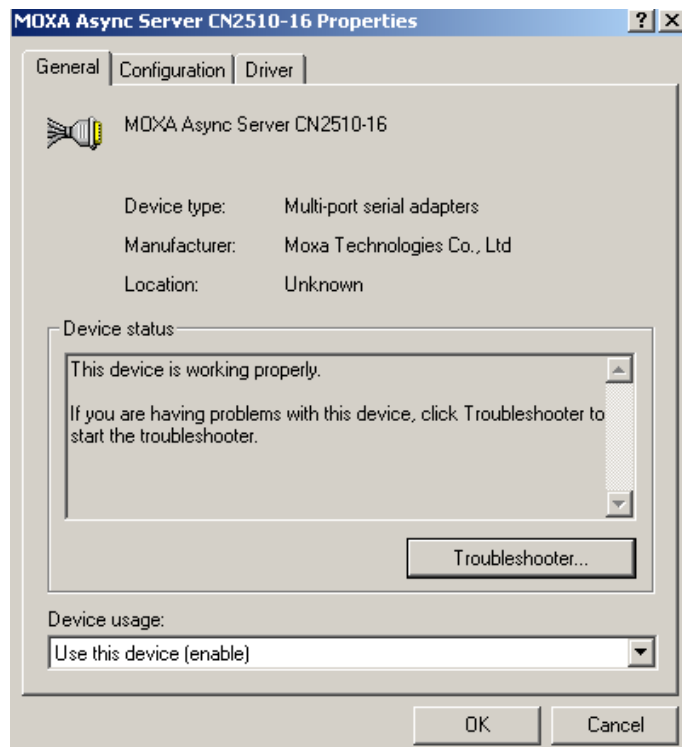 MOXA Async Server CN2510-16 Properties
General Configuration Driver
MOXA Async Server CN2510-16
Device type: Multi-port serial adapters
Manufacturer: Moxa Technologies Co., Ltd
Location: Unknown
Device status
This device is working properly.
If you are having problems with this device, click Troubleshooter to
start the troubleshooter.
Troubleshooter...
Device usage:
Use this device (enable)
OK Cancel